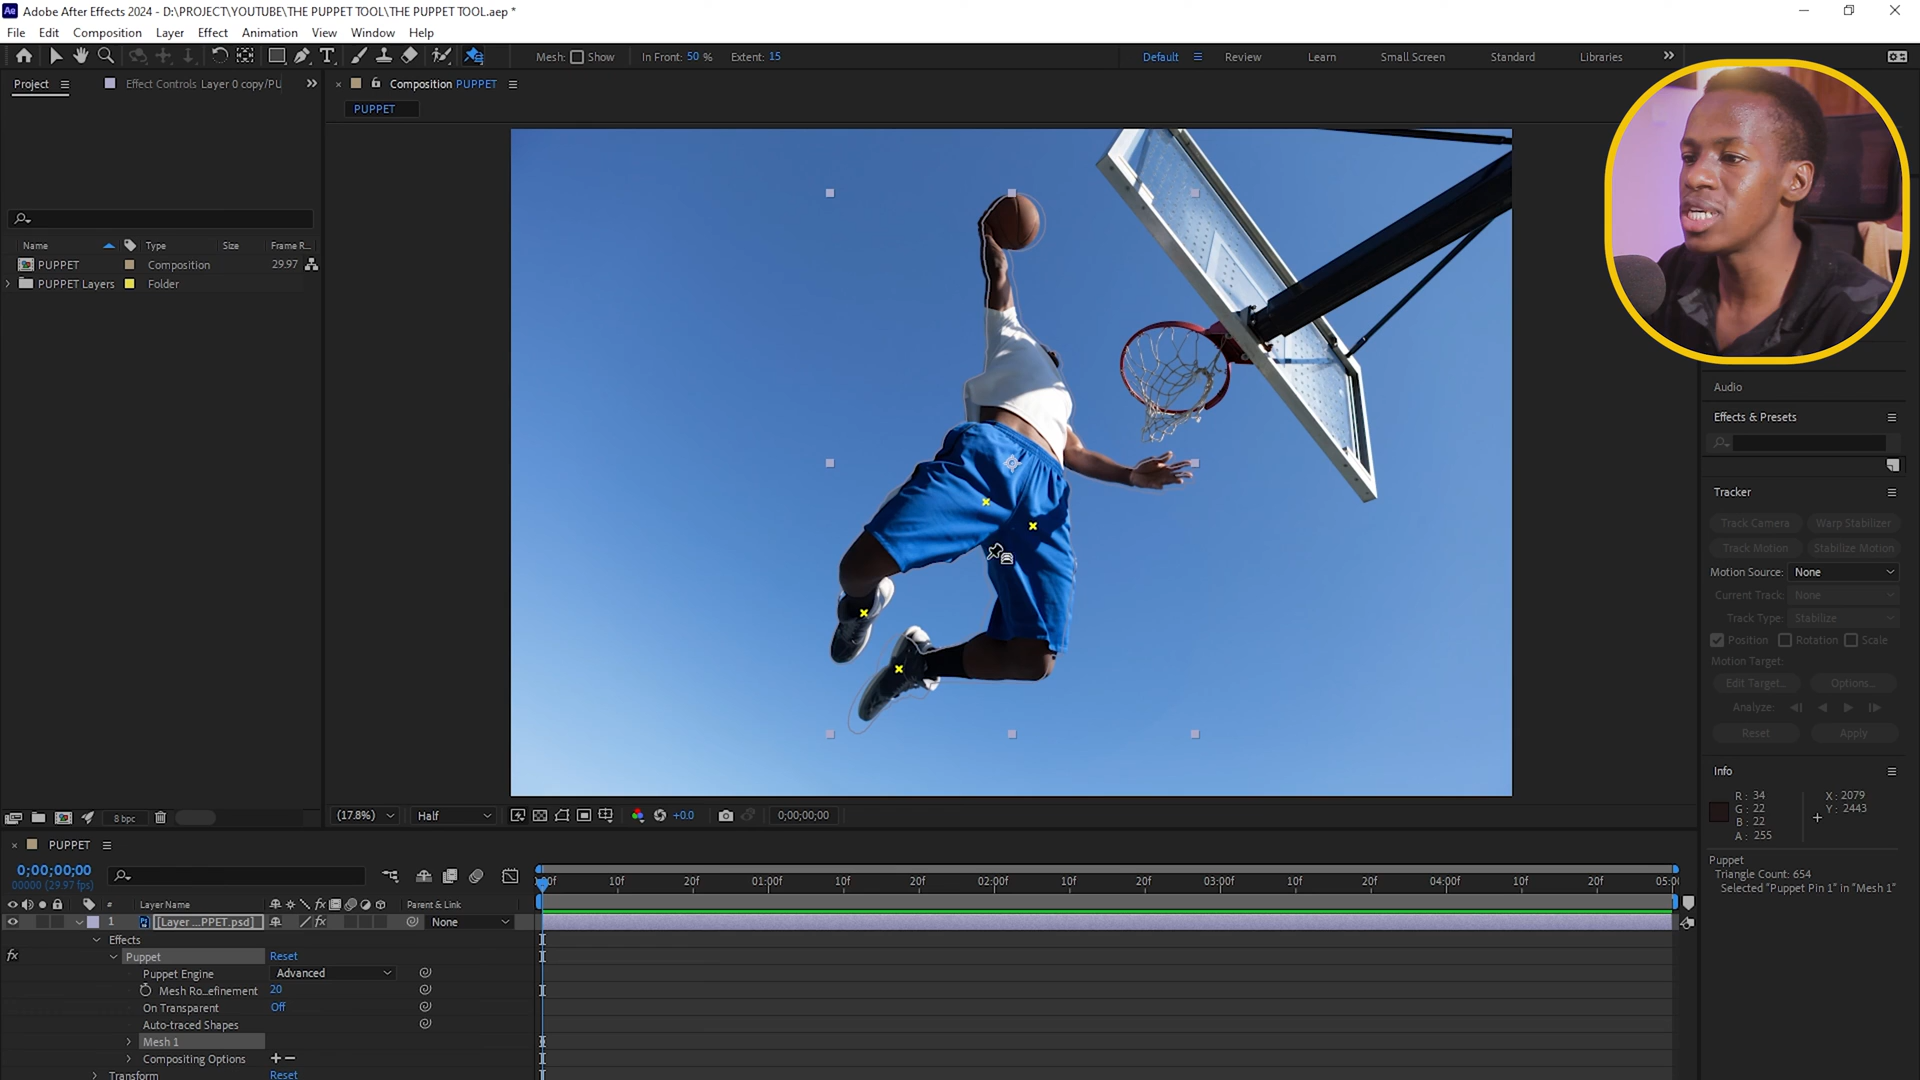 Ae Adobe After Effects 2024 - D:\PROJECT\YOUTUBE\THE PUPPET TOOL\THE PUPPET TOOL.aep *
File Edit Composition Layer Effect Animation View Window Help
Mesh: Show In Front: 50 % Extent: 15
Default Review Learn Small Screen Standard Libraries
Project Effect Controls Layer 0 copy/PU
Composition PUPPET
PUPPET
Name Type Size Frame R...
PUPPET Composition 29.97
PUPPET Layers Folder
Audio
Effects & Presets
Tracker
Track Camera Warp Stabilizer
Track Motion Stabilize Motion
Motion Source: None
Current Track: None
Track Type: Stabilize
Position Rotation Scale
Motion Target:
Edit Target... Options...
Analyze:
Reset Apply
Info
R: 34
G: 22
B: 22
A: 255
X: 2079
Y: 2443
Puppet
Triangle Count: 654
Selected "Puppet Pin 1" in "Mesh 1"
8 bpc
(17.8%) Half +0.0 0;00;00;00
PUPPET
0;00;00;00
00000 (29.97 fps)
10f 20f 01:00f 10f 20f 02:00f 10f 20f 03:00f 10f 20f 04:00f 10f 20f
# Layer Name fx Parent & Link
1 [Layer ...PPET.psd] fx None
Effects
fx Puppet Reset
Puppet Engine Advanced
Mesh Ro...efinement 20
On Transparent Off
Auto-traced Shapes
Mesh 1
Compositing Options + −
Transform Reset